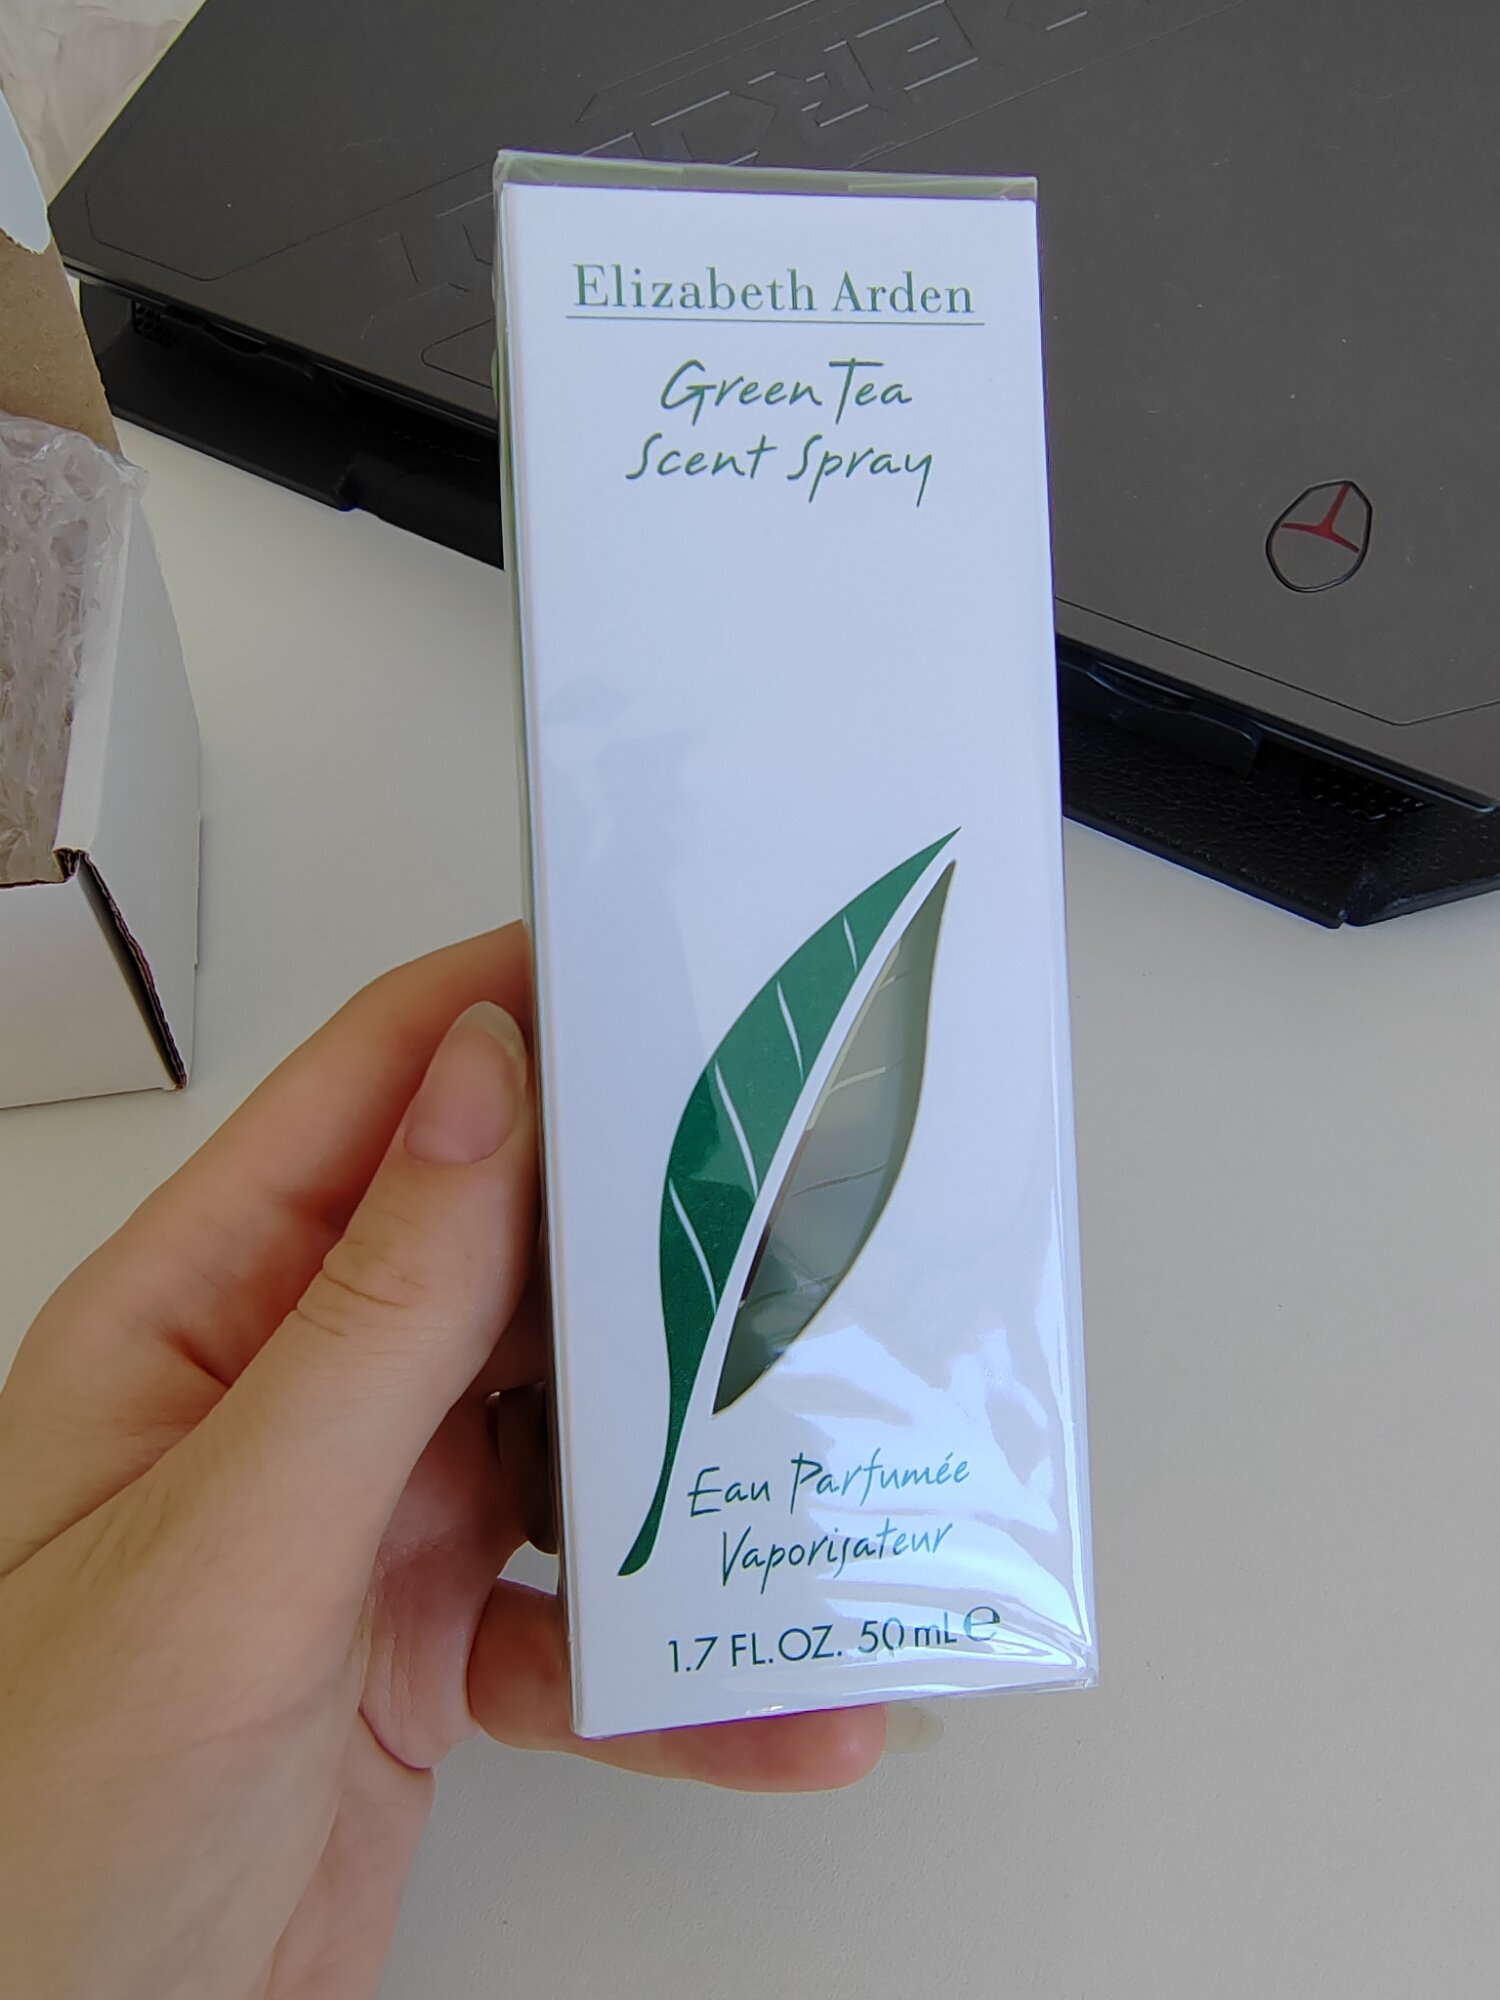 Elizabeth Arden
Green Tea
Scent Spray
Eau Parfumée
Vaporisateur
1.7 FL.OZ. 50 mL ℮